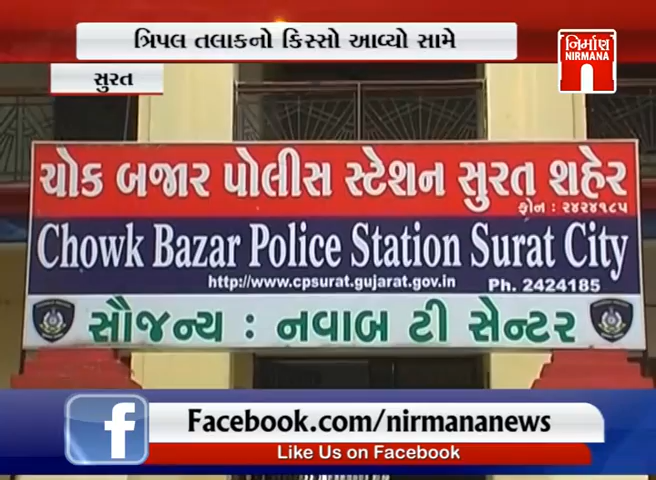 ત્રિપલ તલાકનો કિસ્સો આવ્યો સામે
સુરત
નિર્માણ
NIRMANA
ચોક બજાર પોલીસ સ્ટેશન સુરત શહેર
ફોન : ૨૪૨૪૧૮૫
Chowk Bazar Police Station Surat City
http://www.cpsurat.gujarat.gov.in Ph. 2424185
સૌજન્ય : નવાબ ટી સેન્ટર
Facebook.com/nirmananews
Like Us on Facebook